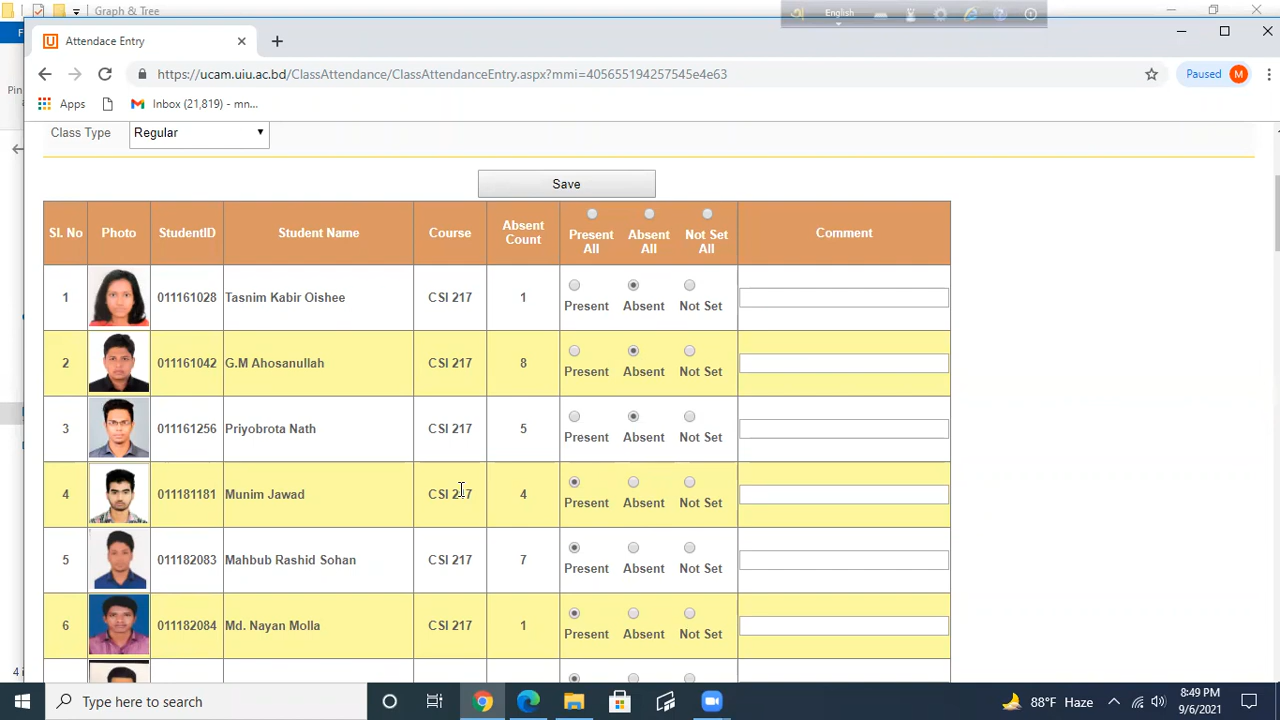 Graph & Tree
English
Attendace Entry
https://ucam.uiu.ac.bd/ClassAttendance/ClassAttendanceEntry.aspx?mmi=405655194257545e4e63
Paused M
Apps Inbox (21,819) - mn...
Pin
Class Type Regular
Save
Sl. No Photo StudentID Student Name Course Absent Count Present All Absent All Not Set All Comment
1 011161028 Tasnim Kabir Oishee CSI 217 1 Present Absent Not Set
2 011161042 G.M Ahosanullah CSI 217 8 Present Absent Not Set
3 011161256 Priyobrota Nath CSI 217 5 Present Absent Not Set
4 011181181 Munim Jawad CSI 217 4 Present Absent Not Set
5 011182083 Mahbub Rashid Sohan CSI 217 7 Present Absent Not Set
6 011182084 Md. Nayan Molla CSI 217 1 Present Absent Not Set
4 i
Type here to search
88°F Haze
8:49 PM
9/6/2021